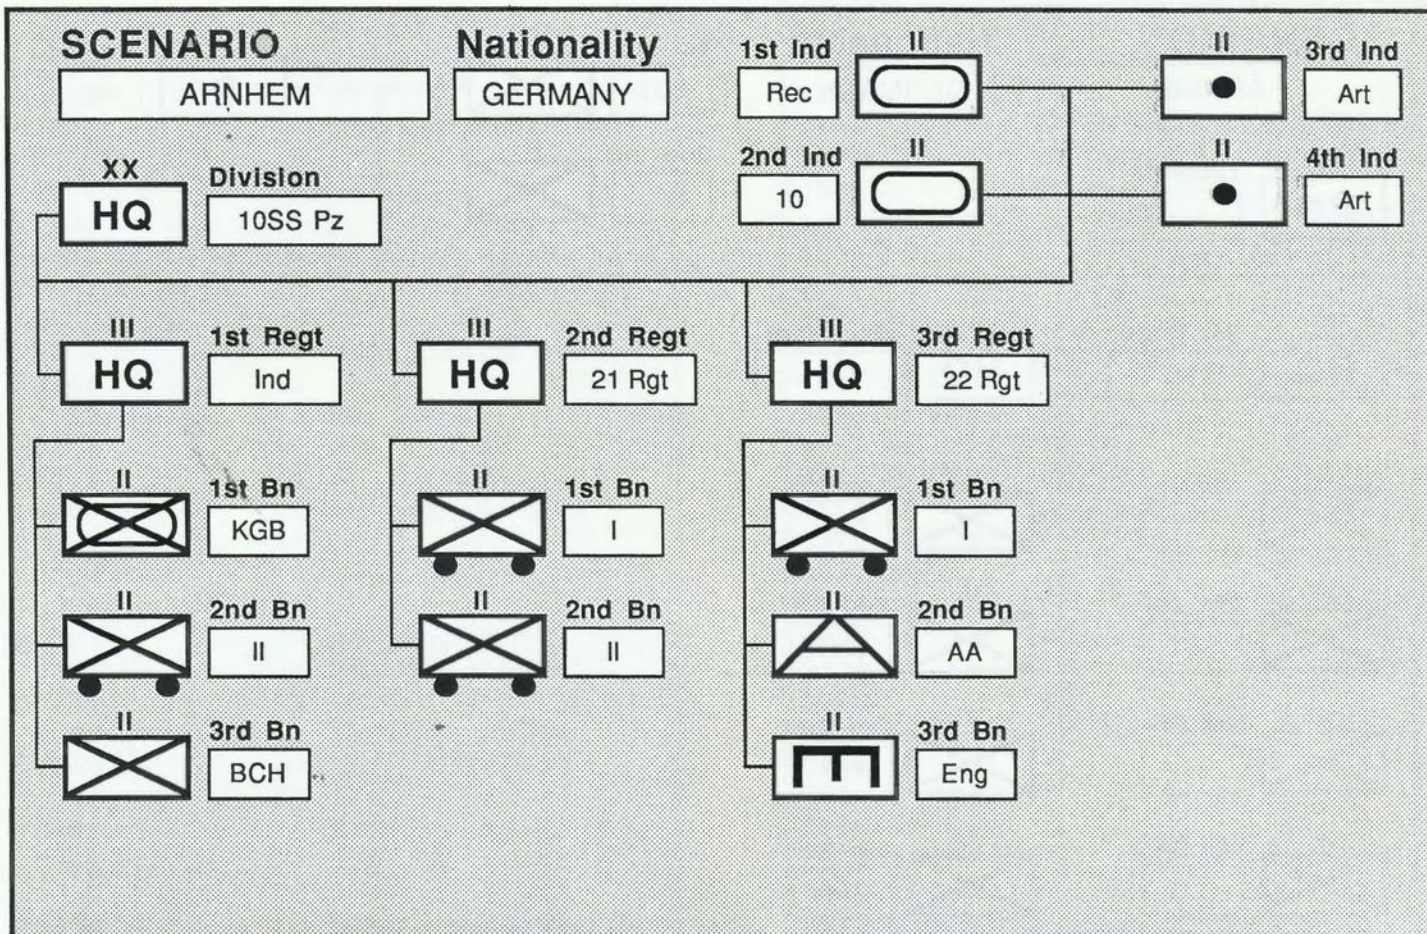 SCENARIO
ARNHEM
Nationality
GERMANY
1st Ind
Rec
II
II
3rd Ind
Art
2nd Ind
10
II
II
4th Ind
Art
XX
HQ
Division
10SS Pz
III
HQ
1st Regt
Ind
III
HQ
2nd Regt
21 Rgt
III
HQ
3rd Regt
22 Rgt
II
1st Bn
KGB
II
1st Bn
I
II
1st Bn
I
II
2nd Bn
II
II
2nd Bn
II
II
2nd Bn
AA
II
3rd Bn
BCH
II
3rd Bn
Eng